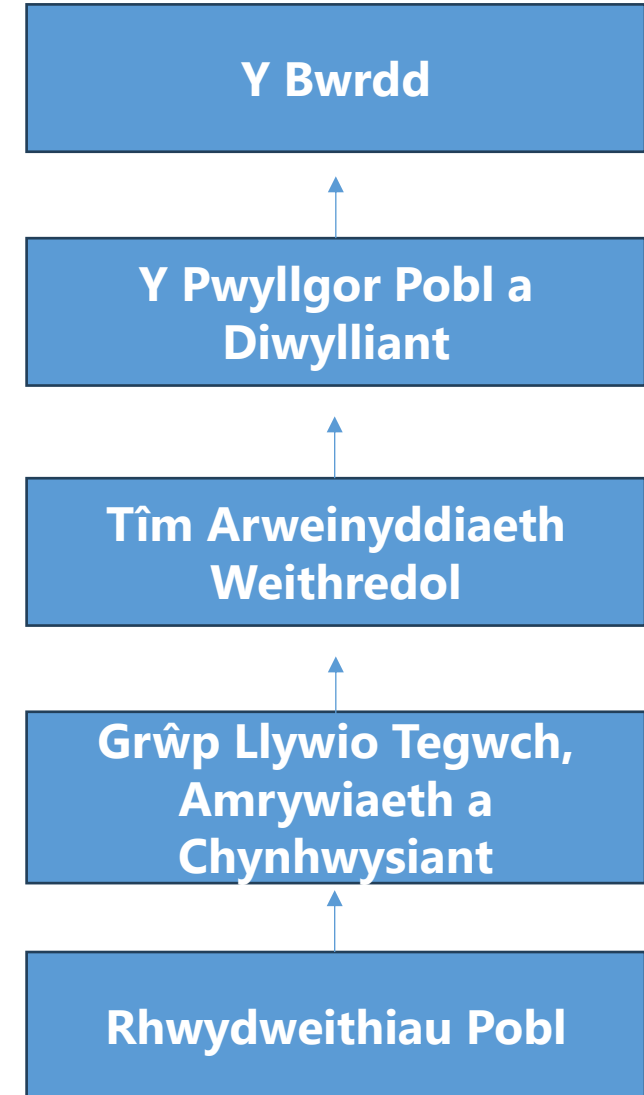 Y Bwrdd
Y Pwyllgor Pobl a
Diwylliant
Tîm Arweinyddiaeth
Weithredol
Grŵp Llywio Tegwch,
Amrywiaeth a
Chynhwysiant
Rhwydweithiau Pobl